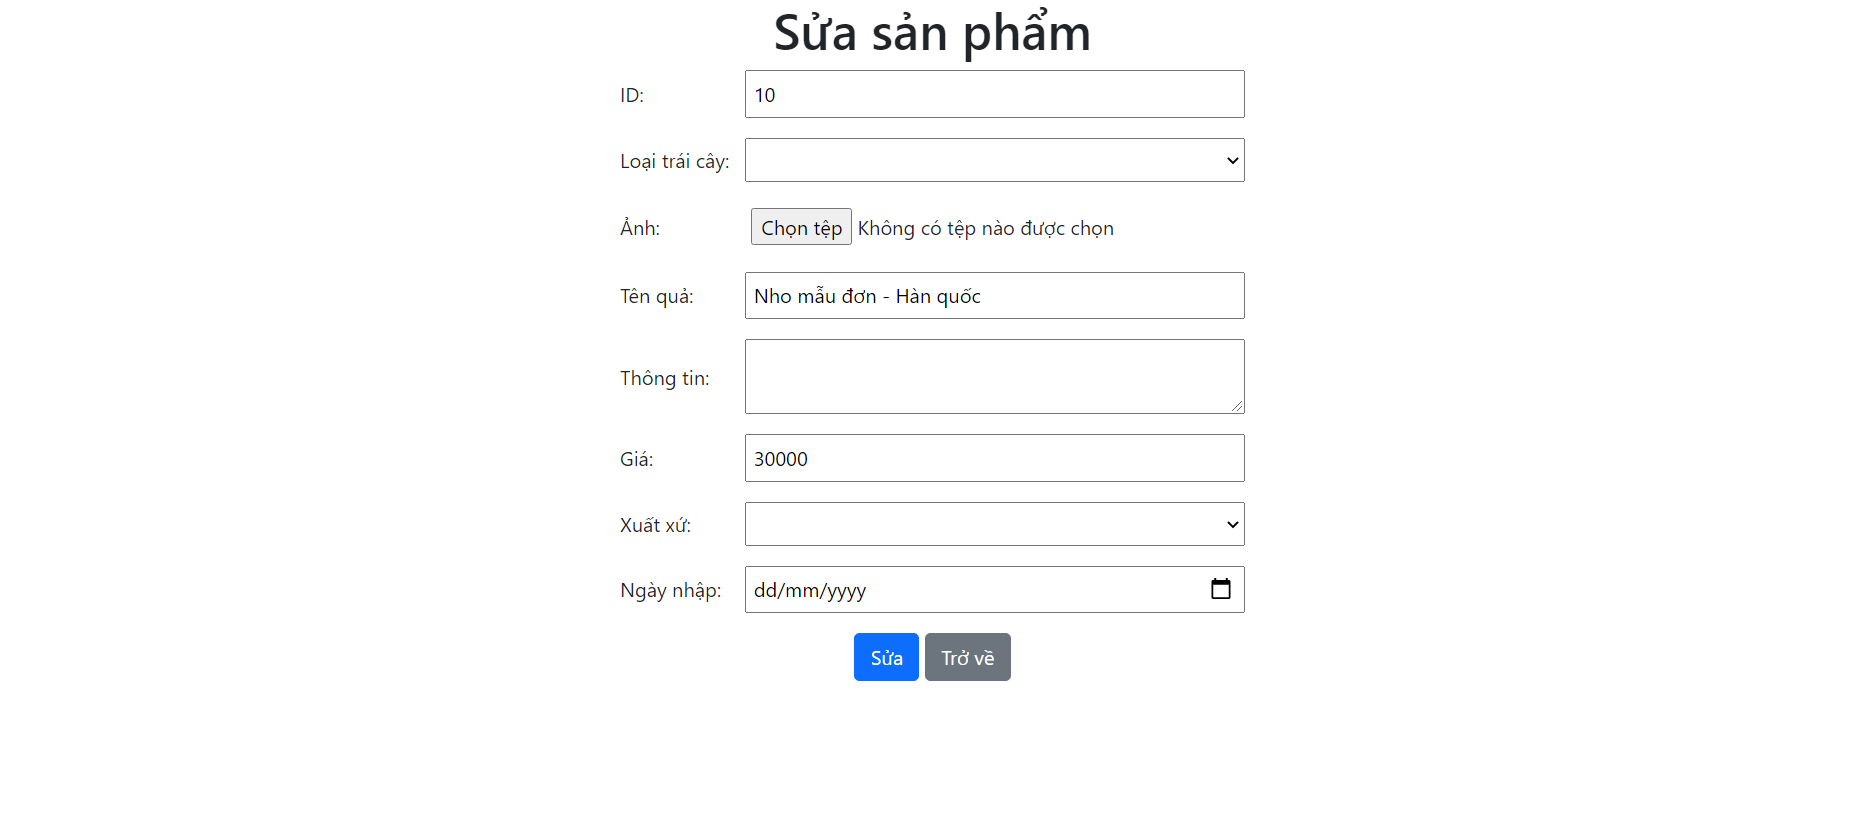 Sửa sản phẩm
ID: 10
Loại trái cây:
Ảnh: Chọn tệp Không có tệp nào được chọn
Tên quả: Nho mẫu đơn - Hàn quốc
Thông tin:
Giá: 30000
Xuất xứ:
Ngày nhập: dd/mm/yyyy
Sửa Trở về